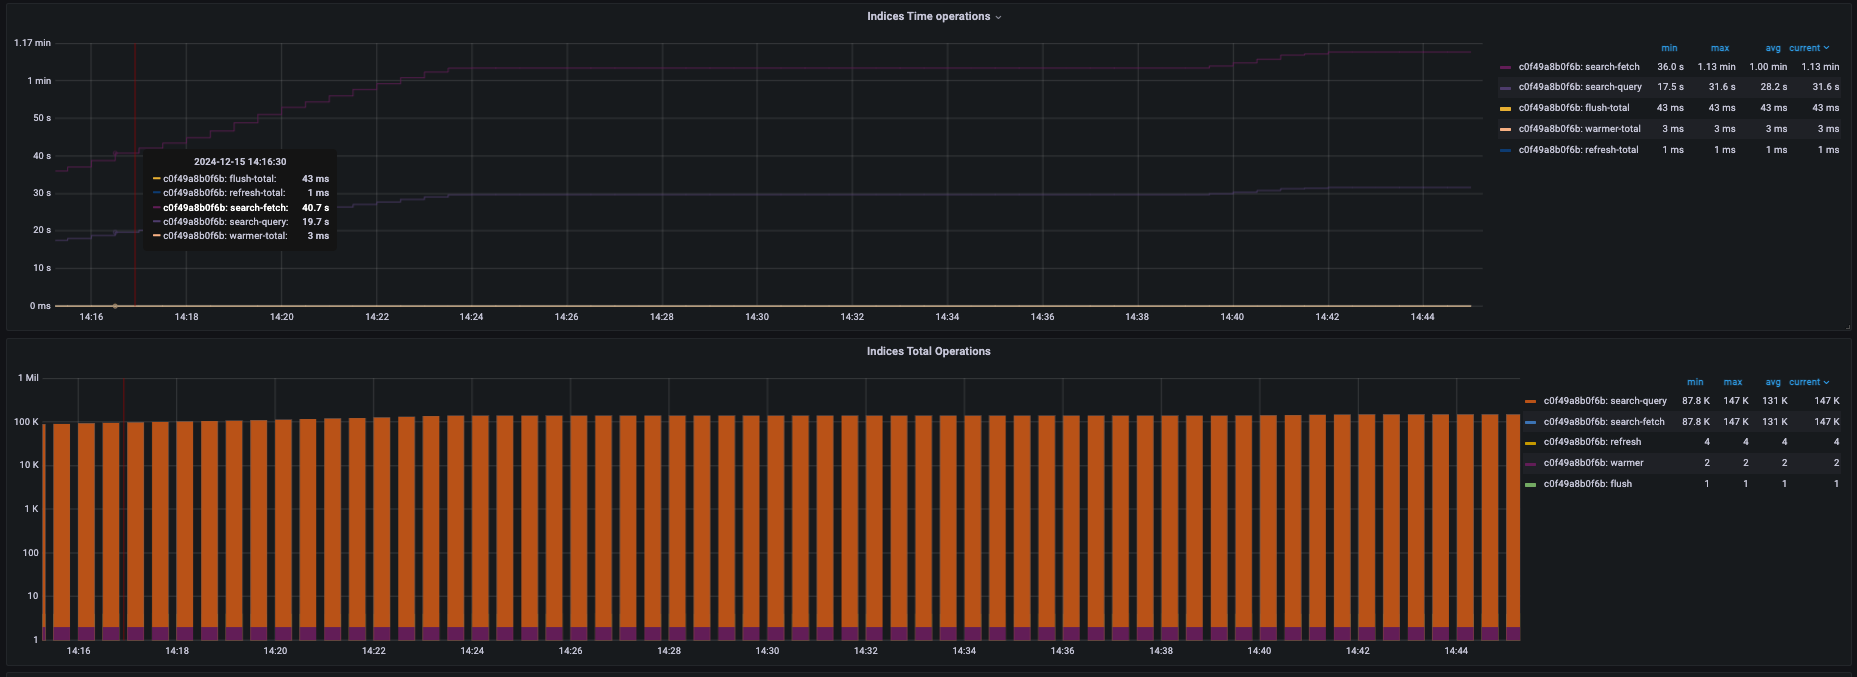 Indices Time operations
1.17 min
1 min
50 s
40 s
30 s
20 s
10 s
0 ms
14:16 14:18 14:20 14:22 14:24 14:26 14:28 14:30 14:32 14:34 14:36 14:38 14:40 14:42 14:44
2024-12-15 14:16:30
c0f49a8b0f6b: flush-total: 43 ms
c0f49a8b0f6b: refresh-total: 1 ms
c0f49a8b0f6b: search-fetch: 40.7 s
c0f49a8b0f6b: search-query: 19.7 s
c0f49a8b0f6b: warmer-total: 3 ms
min max avg current
c0f49a8b0f6b: search-fetch 36.0 s 1.13 min 1.00 min 1.13 min
c0f49a8b0f6b: search-query 17.5 s 31.6 s 28.2 s 31.6 s
c0f49a8b0f6b: flush-total 43 ms 43 ms 43 ms 43 ms
c0f49a8b0f6b: warmer-total 3 ms 3 ms 3 ms 3 ms
c0f49a8b0f6b: refresh-total 1 ms 1 ms 1 ms 1 ms
Indices Total Operations
1 Mil
100 K
10 K
1 K
100
10
1
14:16 14:18 14:20 14:22 14:24 14:26 14:28 14:30 14:32 14:34 14:36 14:38 14:40 14:42 14:44
min max avg current
c0f49a8b0f6b: search-query 87.8 K 147 K 131 K 147 K
c0f49a8b0f6b: search-fetch 87.8 K 147 K 131 K 147 K
c0f49a8b0f6b: refresh 4 4 4 4
c0f49a8b0f6b: warmer 2 2 2 2
c0f49a8b0f6b: flush 1 1 1 1